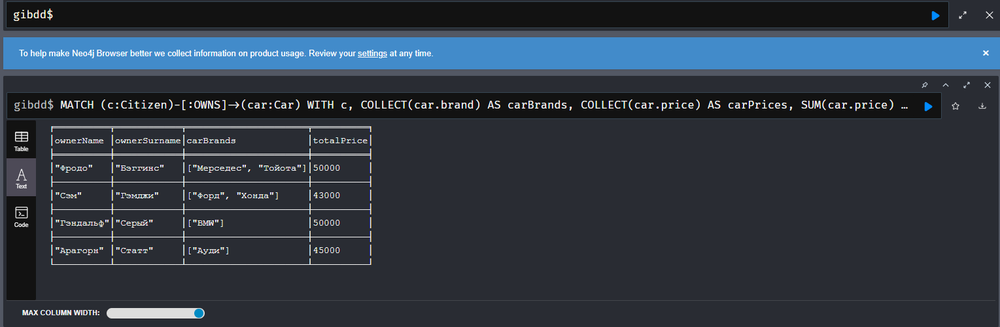 gibdd$
To help make Neo4j Browser better we collect information on product usage. Review your settings at any time.
gibdd$ MATCH (c:Citizen)-[:OWNS]→(car:Car) WITH c, COLLECT(car.brand) AS carBrands, COLLECT(car.price) AS carPrices, SUM(car.price) …
Table
Text
Code
ownerName ownerSurname carBrands totalPrice
"Фродо" "Бэггинс" ["Мерседес", "Тойота"] 50000
"Сэм" "Гэмджи" ["Форд", "Хонда"] 43000
"Гэндальф" "Серый" ["BMW"] 50000
"Арагорн" "Статт" ["Ауди"] 45000
MAX COLUMN WIDTH: